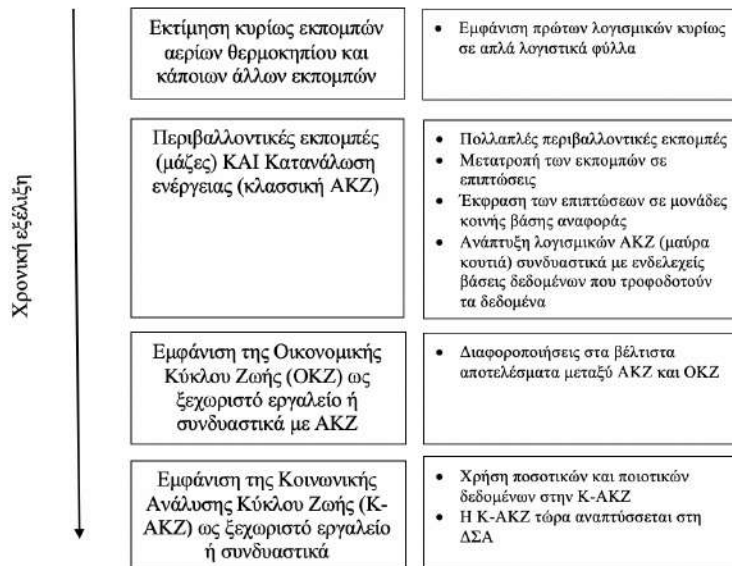 Χρονική εξέλιξη
Εκτίμηση κυρίως εκπομπών
αερίων θερμοκηπίου και
κάποιων άλλων εκπομπών
• Εμφάνιση πρώτων λογισμικών κυρίως
σε απλά λογιστικά φύλλα
Περιβαλλοντικές εκπομπές
(μάζες) ΚΑΙ Κατανάλωση
ενέργειας (κλασσική ΑΚΖ)
• Πολλαπλές περιβαλλοντικές εκπομπές
• Μετατροπή των εκπομπών σε
επιπτώσεις
• Έκφραση των επιπτώσεων σε μονάδες
κοινής βάσης αναφοράς
• Ανάπτυξη λογισμικών ΑΚΖ (μαύρα
κουτιά) συνδυαστικά με ενδελεχείς
βάσεις δεδομένων που τροφοδοτούν
τα δεδομένα
Εμφάνιση της Οικονομικής
Κύκλου Ζωής (ΟΚΖ) ως
ξεχωριστό εργαλείο ή
συνδυαστικά με ΑΚΖ
• Διαφοροποιήσεις στα βέλτιστα
αποτελέσματα μεταξύ ΑΚΖ και ΟΚΖ
Εμφάνιση της Κοινωνικής
Ανάλυσης Κύκλου Ζωής (Κ-
ΑΚΖ) ως ξεχωριστό εργαλείο
ή συνδυαστικά
• Χρήση ποσοτικών και ποιοτικών
δεδομένων στην Κ-ΑΚΖ
• Η Κ-ΑΚΖ τώρα αναπτύσσεται στη
ΔΣΑ